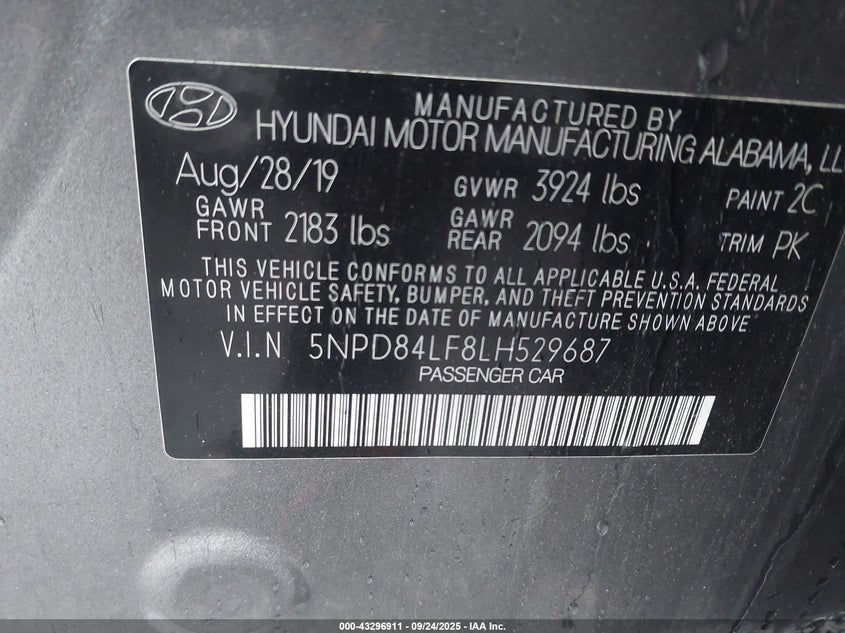 MANUFACTURED BY
HYUNDAI MOTOR MANUFACTURING ALABAMA, LL
Aug/28/19 GVWR 3924 lbs PAINT 2C
GAWR FRONT 2183 lbs GAWR REAR 2094 lbs TRIM PK
THIS VEHICLE CONFORMS TO ALL APPLICABLE U.S.A. FEDERAL
MOTOR VEHICLE SAFETY, BUMPER, AND THEFT PREVENTION STANDARDS
IN EFFECT ON THE DATE OF MANUFACTURE SHOWN ABOVE
V.I.N 5NPD84LF8LH529687
PASSENGER CAR
000-43296911 - 09/24/2025 - IAA Inc.